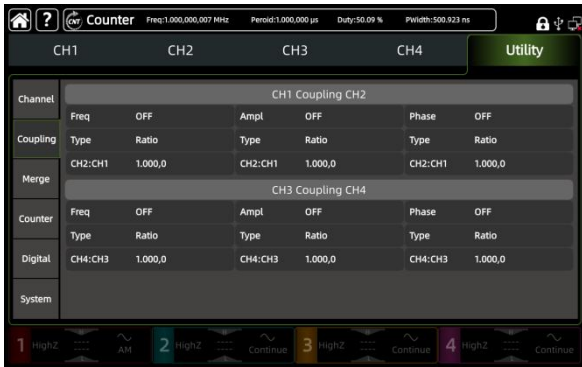 ? CNT Counter Freq:1.000,000,007 MHz Peroid:1.000,000 µs Duty:50.09 % PWidth:500.923 ns
CH1 CH2 CH3 CH4 Utility
Channel
CH1 Coupling CH2
Freq OFF Ampl OFF Phase OFF
Coupling
Type Ratio Type Ratio Type Ratio
CH2:CH1 1.000,0 CH2:CH1 1.000,0 CH2:CH1 1.000,0
Merge
CH3 Coupling CH4
Counter
Freq OFF Ampl OFF Phase OFF
Type Ratio Type Ratio Type Ratio
Digital
CH4:CH3 1.000,0 CH4:CH3 1.000,0 CH4:CH3 1.000,0
System
1 HighZ AM 2 HighZ Continue 3 HighZ Continue 4 HighZ Continue